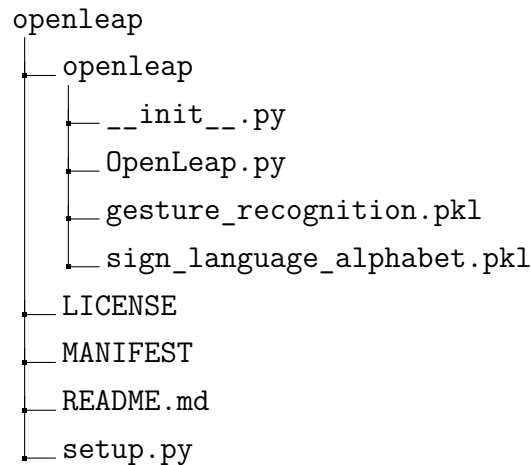 openleap
openleap
__init__.py
OpenLeap.py
gesture_recognition.pkl
sign_language_alphabet.pkl
LICENSE
MANIFEST
README.md
setup.py